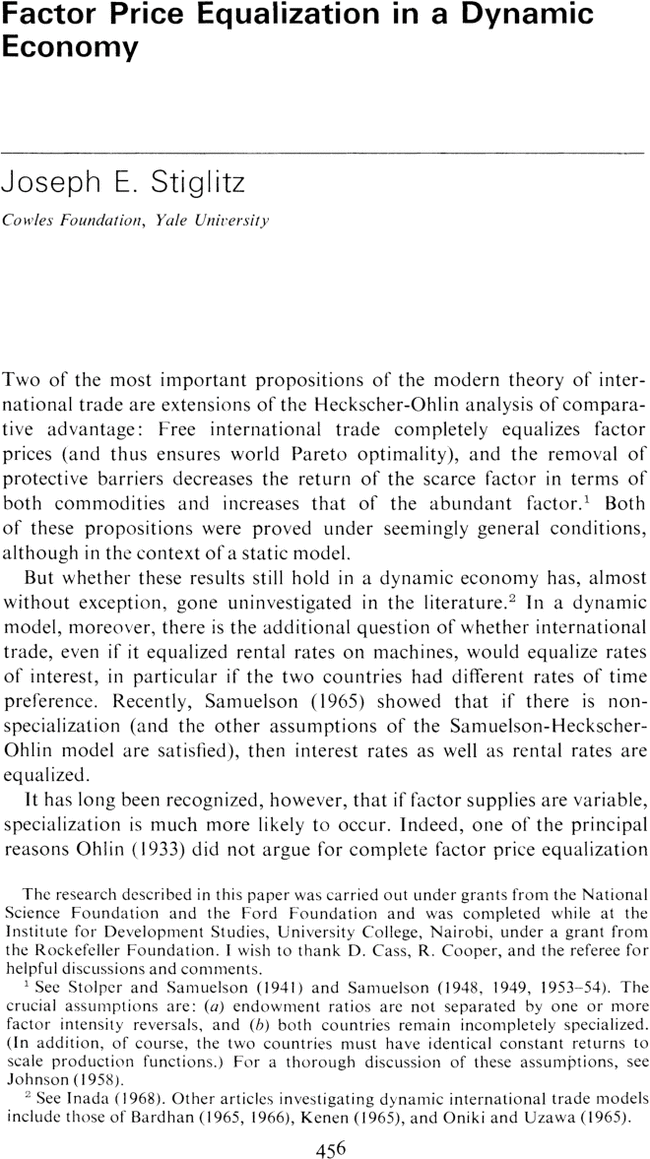 Factor Price Equalization in a Dynamic
Economy
Joseph E. Stiglitz
Cowles Foundation, Yale University
Two of the most important propositions of the modern theory of inter-
national trade are extensions of the Heckscher-Ohlin analysis of compara-
tive advantage: Free international trade completely equalizes factor
prices (and thus ensures world Pareto optimality), and the removal of
protective barriers decreases the return of the scarce factor in terms of
both commodities and increases that of the abundant factor.¹ Both
of these propositions were proved under seemingly general conditions,
although in the context of a static model.
But whether these results still hold in a dynamic economy has, almost
without exception, gone uninvestigated in the literature.² In a dynamic
model, moreover, there is the additional question of whether international
trade, even if it equalized rental rates on machines, would equalize rates
of interest, in particular if the two countries had different rates of time
preference. Recently, Samuelson (1965) showed that if there is non-
specialization (and the other assumptions of the Samuelson-Heckscher-
Ohlin model are satisfied), then interest rates as well as rental rates are
equalized.
It has long been recognized, however, that if factor supplies are variable,
specialization is much more likely to occur. Indeed, one of the principal
reasons Ohlin (1933) did not argue for complete factor price equalization
The research described in this paper was carried out under grants from the National
Science Foundation and the Ford Foundation and was completed while at the
Institute for Development Studies, University College, Nairobi, under a grant from
the Rockefeller Foundation. I wish to thank D. Cass, R. Cooper, and the referee for
helpful discussions and comments.
¹ See Stolper and Samuelson (1941) and Samuelson (1948, 1949, 1953–54). The
crucial assumptions are: (a) endowment ratios are not separated by one or more
factor intensity reversals, and (b) both countries remain incompletely specialized.
(In addition, of course, the two countries must have identical constant returns to
scale production functions.) For a thorough discussion of these assumptions, see
Johnson (1958).
² See Inada (1968). Other articles investigating dynamic international trade models
include those of Bardhan (1965, 1966), Kenen (1965), and Oniki and Uzawa (1965).
456